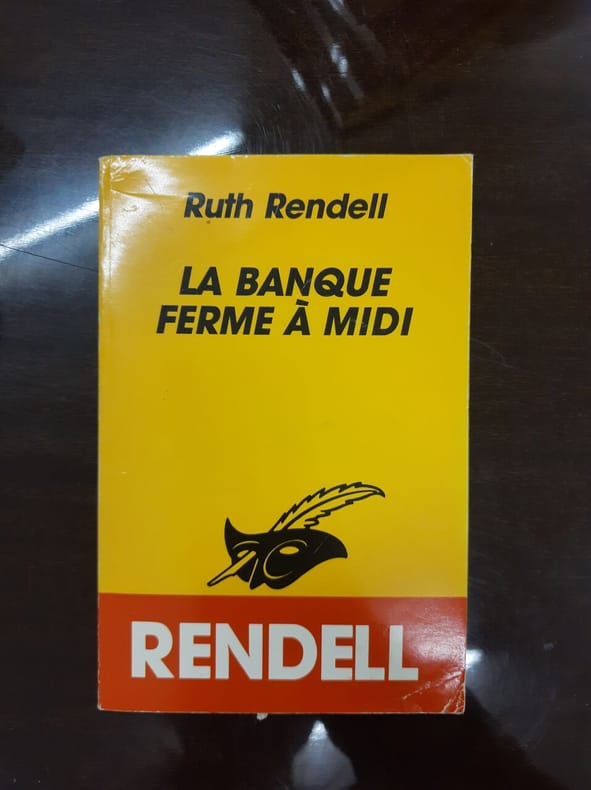 Ruth Rendell
LA BANQUE
FERME À MIDI
RENDELL